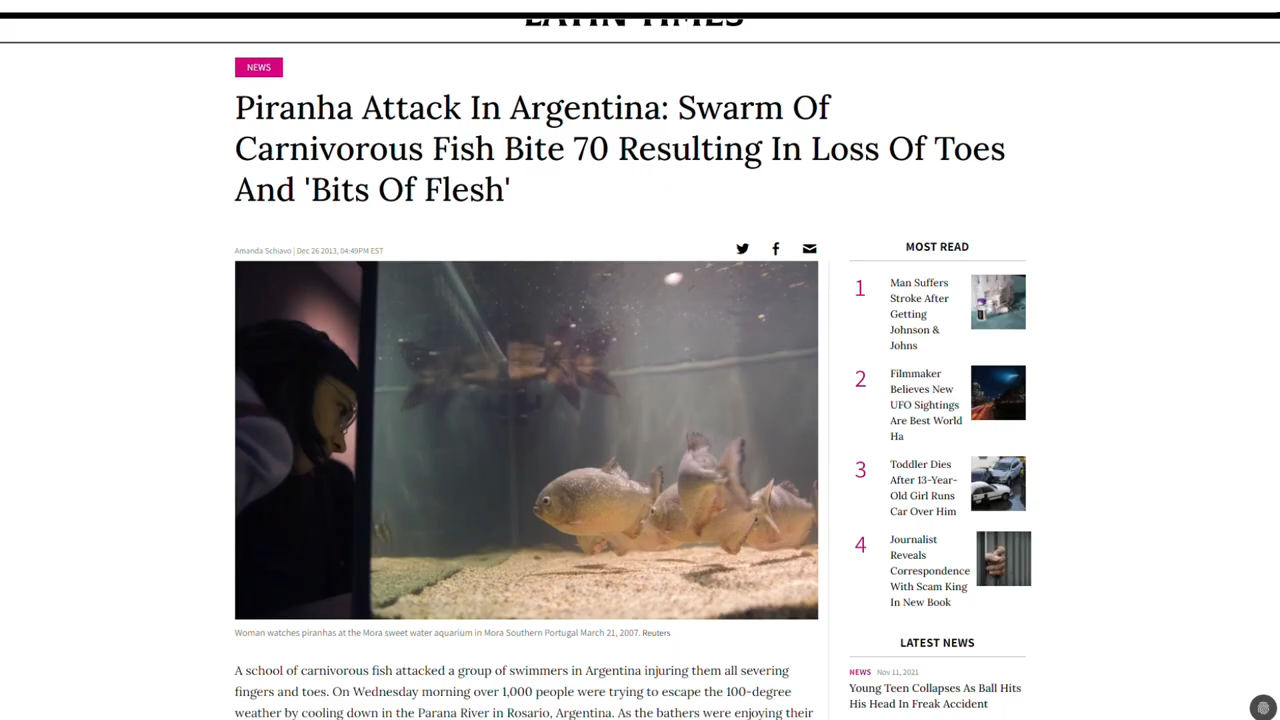 LATIN TIMES
NEWS
Piranha Attack In Argentina: Swarm Of
Carnivorous Fish Bite 70 Resulting In Loss Of Toes
And 'Bits Of Flesh'
Amanda Schiavo | Dec 26 2013, 04:49PM EST
Woman watches piranhas at the Mora sweet water aquarium in Mora Southern Portugal March 21, 2007. Reuters
A school of carnivorous fish attacked a group of swimmers in Argentina injuring them all severing
fingers and toes. On Wednesday morning over 1,000 people were trying to escape the 100-degree
weather by cooling down in the Parana River in Rosario, Argentina. As the bathers were enjoying their
MOST READ
1
Man Suffers
Stroke After
Getting
Johnson &
Johns
2
Filmmaker
Believes New
UFO Sightings
Are Best World
Ha
3
Toddler Dies
After 13-Year-
Old Girl Runs
Car Over Him
4
Journalist
Reveals
Correspondence
With Scam King
In New Book
LATEST NEWS
NEWS Nov 11, 2021
Young Teen Collapses As Ball Hits
His Head In Freak Accident